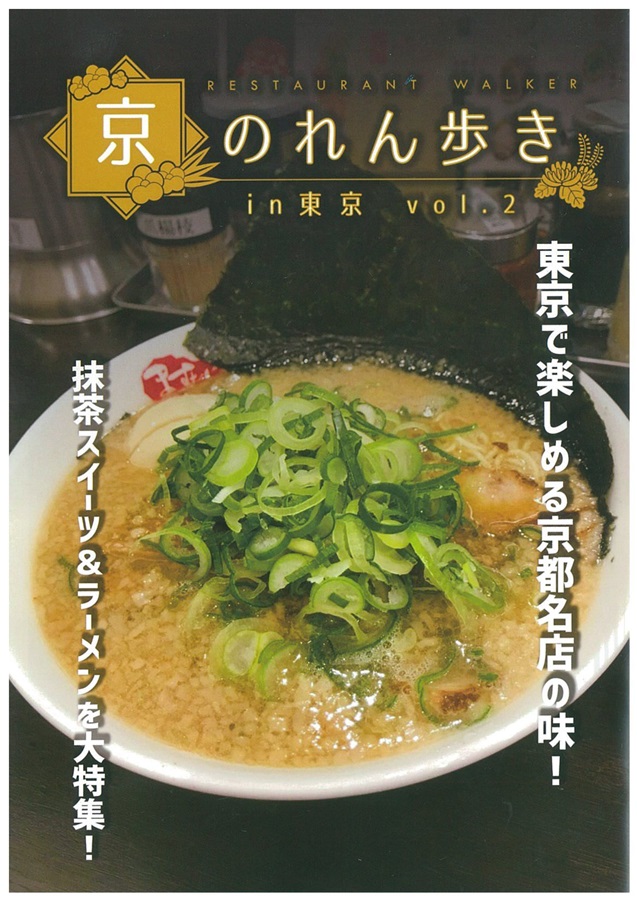 RESTAURANT WALKER
京のれん歩き
in東京 vol.2
東京で楽しめる京都名店の味！
抹茶スイーツ＆ラーメンを大特集！